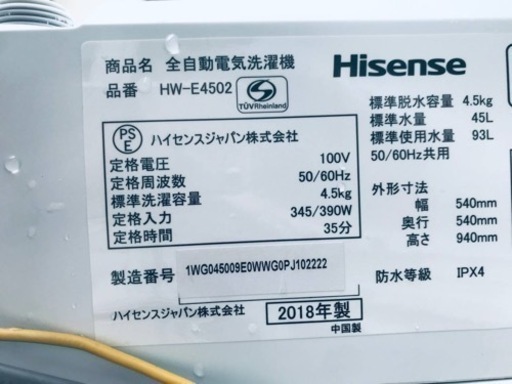 商品名 全自動電気洗濯機
品番 HW-E4502
TÜVRheinland
Hisense
PS
E
ハイセンスジャパン株式会社
定格電圧 100V
定格周波数 50/60Hz
標準洗濯容量 4.5kg
定格入力 345/390W
定格時間 35分
製造番号 1WG045009E0WWG0PJ102222
ハイセンスジャパン株式会社
2018年製
中国製
標準脱水容量 4.5kg
標準水量 45L
標準使用水量 93L
50/60Hz共用
外形寸法
幅 540mm
奥行 540mm
高さ 940mm
防水等級 IPX4